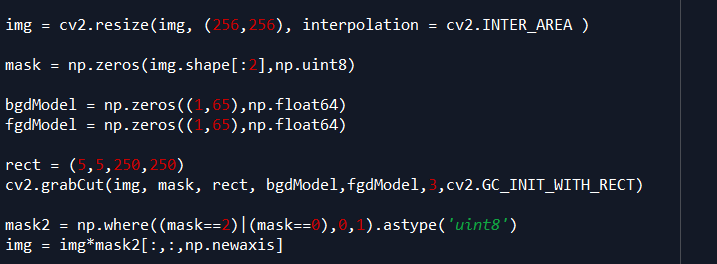 img = cv2.resize(img, (256,256), interpolation = cv2.INTER_AREA )
mask = np.zeros(img.shape[:2],np.uint8)
bgdModel = np.zeros((1,65),np.float64)
fgdModel = np.zeros((1,65),np.float64)
rect = (5,5,250,250)
cv2.grabCut(img, mask, rect, bgdModel,fgdModel,3,cv2.GC_INIT_WITH_RECT)
mask2 = np.where((mask==2)|(mask==0),0,1).astype('uint8')
img = img*mask2[:,:,np.newaxis]